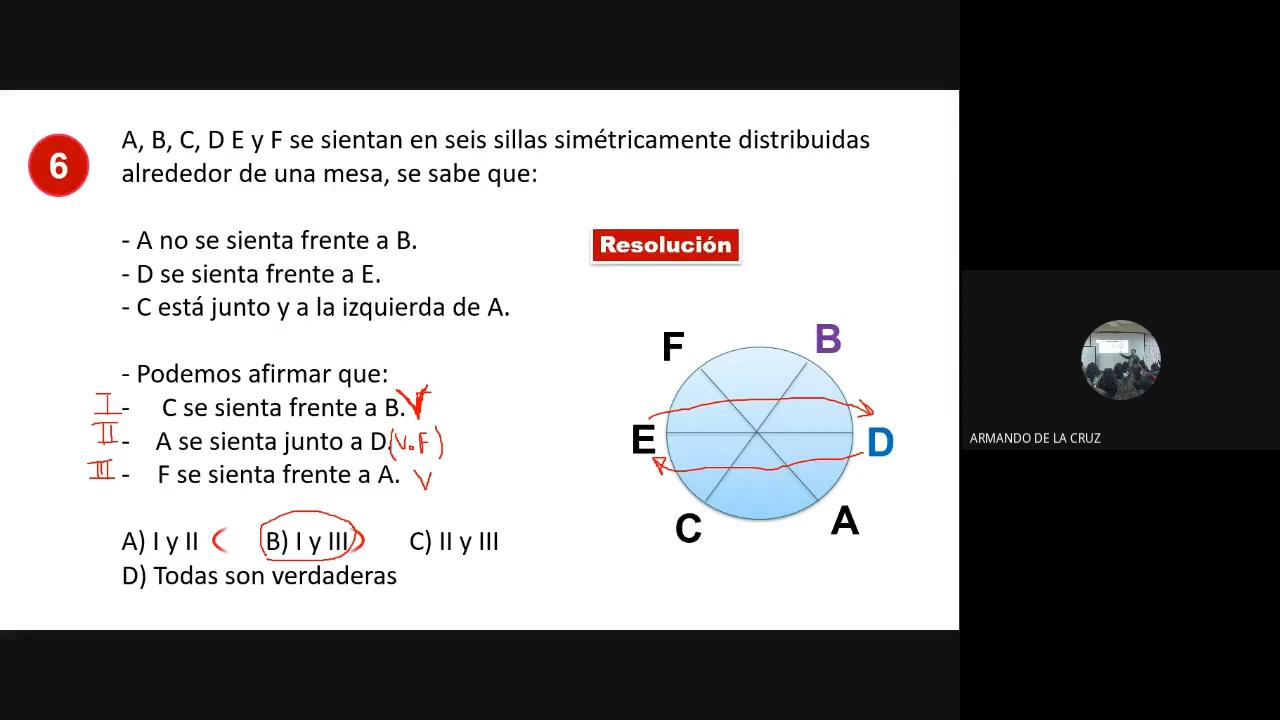 6
A, B, C, D E y F se sientan en seis sillas simétricamente distribuidas
alrededor de una mesa, se sabe que:
- A no se sienta frente a B.
- D se sienta frente a E.
- C está junto y a la izquierda de A.
- Podemos afirmar que:
I - C se sienta frente a B. V
II - A se sienta junto a D. (V o F)
III - F se sienta frente a A. V
A) I y II B) I y III C) II y III
D) Todas son verdaderas
Resolución
F B
E D
C A
ARMANDO DE LA CRUZ